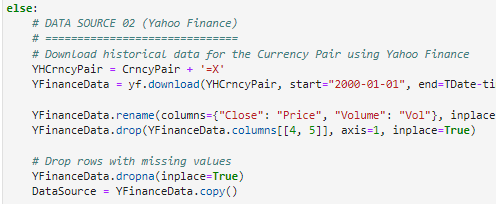 else:
# DATA SOURCE 02 (Yahoo Finance)
# ==============================
# Download historical data for the Currency Pair using Yahoo Finance
YHCrncyPair = CrncyPair + '=X'
YFinanceData = yf.download(YHCrncyPair, start="2000-01-01", end=TDate-ti
YFinanceData.rename(columns={"Close": "Price", "Volume": "Vol"}, inplace
YFinanceData.drop(YFinanceData.columns[[4, 5]], axis=1, inplace=True)
# Drop rows with missing values
YFinanceData.dropna(inplace=True)
DataSource = YFinanceData.copy()